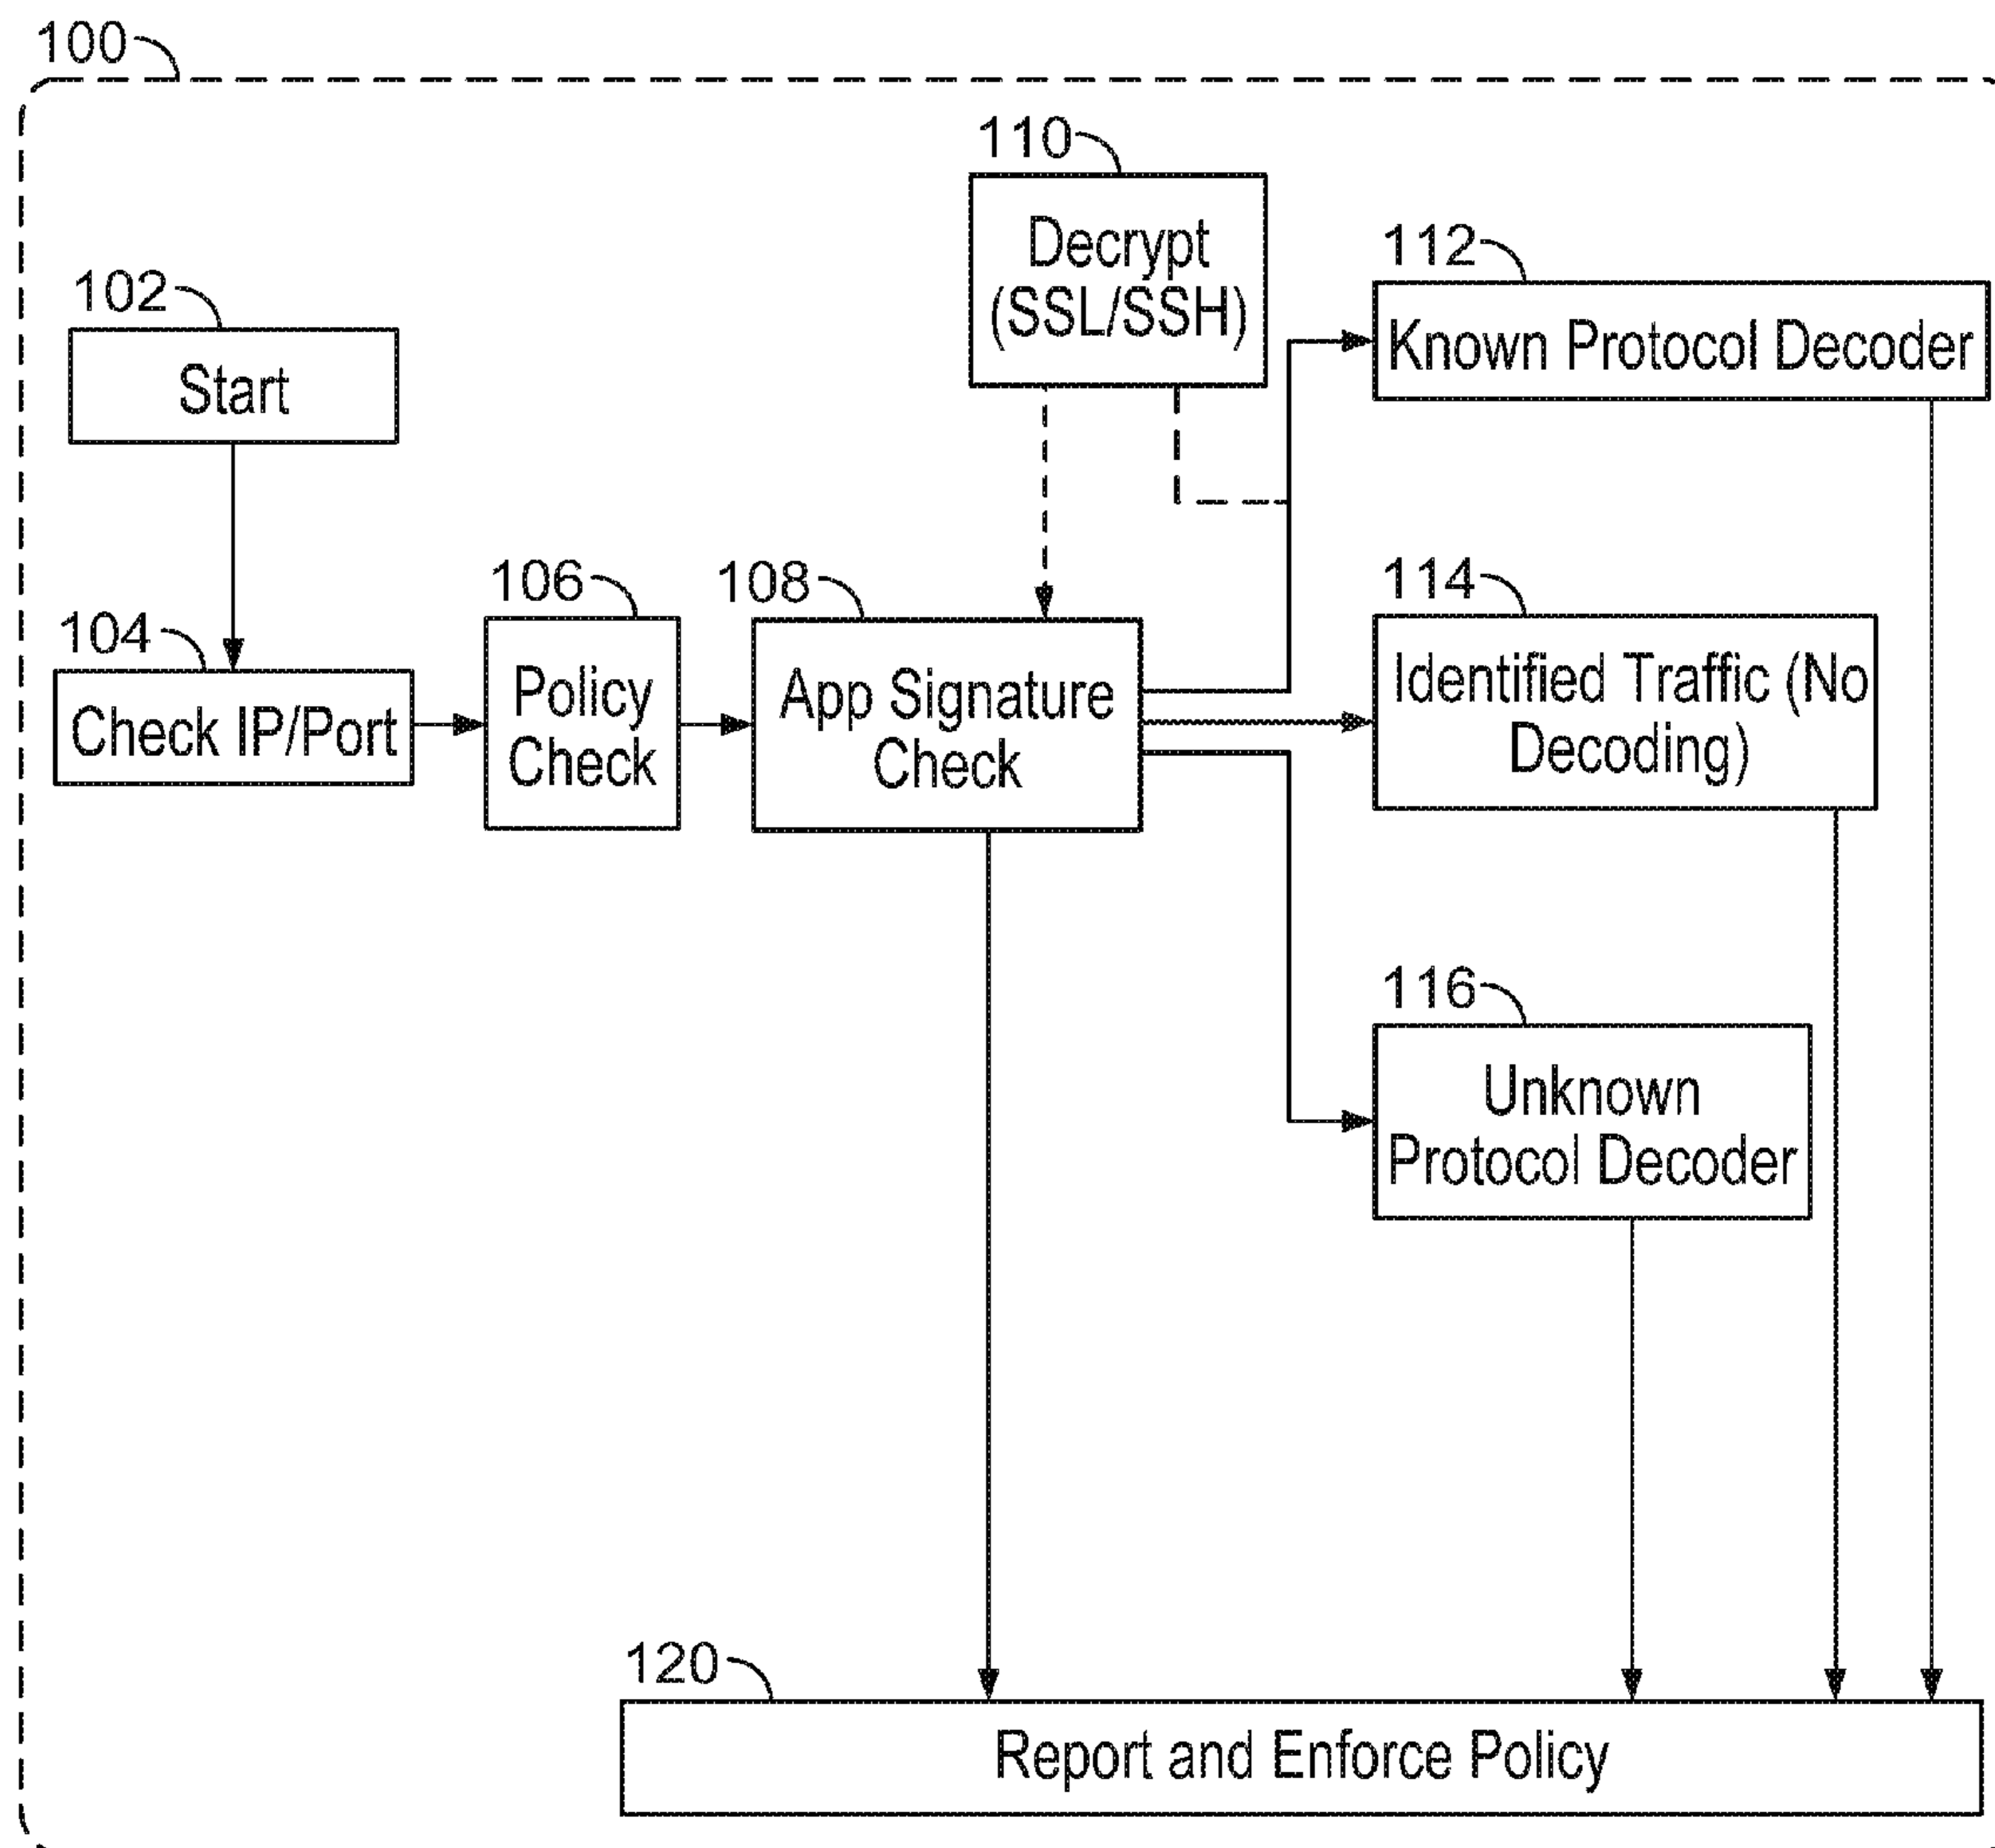 100
110
Decrypt
(SSL/SSH)
112
Known Protocol Decoder
102
Start
104
Check IP/Port
106
Policy
Check
108
App Signature
Check
114
Identified Traffic (No
Decoding)
116
Unknown
Protocol Decoder
120
Report and Enforce Policy